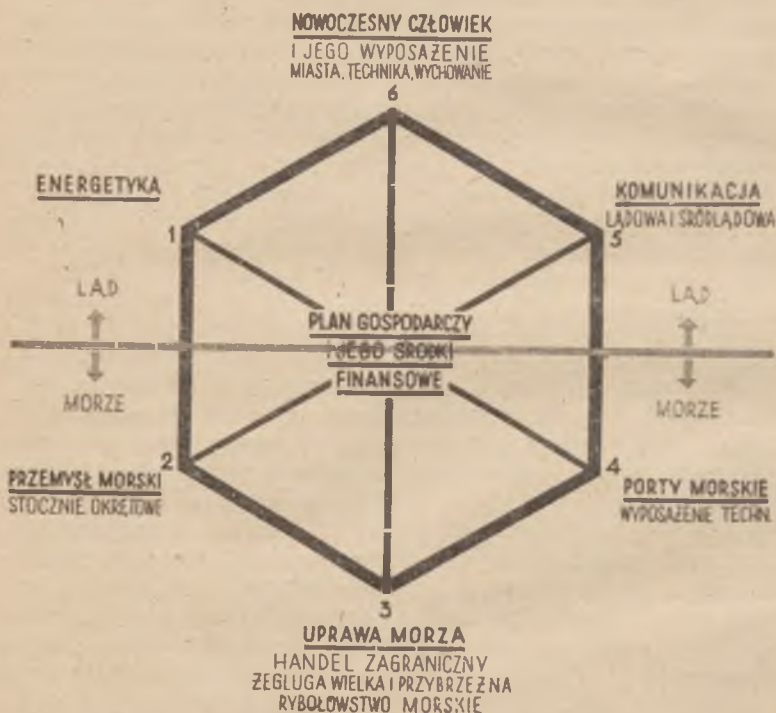 NOWOCZESNY CZŁOWIEK
I JEGO WYPOSAŻENIE
MIASTA, TECHNIKA, WYCHOWANIE
6
ENERGETYKA
1
KOMUNIKACJA
LĄDOWA I ŚRÓDLĄDOWA
5
LĄD
MORZE
PLAN GOSPODARCZY
I JEGO ŚRODKI
FINANSOWE
LĄD
MORZE
2
PRZEMYSŁ MORSKI
STOCZNIE OKRĘTOWE
4
PORTY MORSKIE
WYPOSAŻENIE TECHN.
3
UPRAWA MORZA
HANDEL ZAGRANICZNY
ŻEGLUGA WIELKA I PRZYBRZEŻNA
RYBOŁOWSTWO MORSKIE